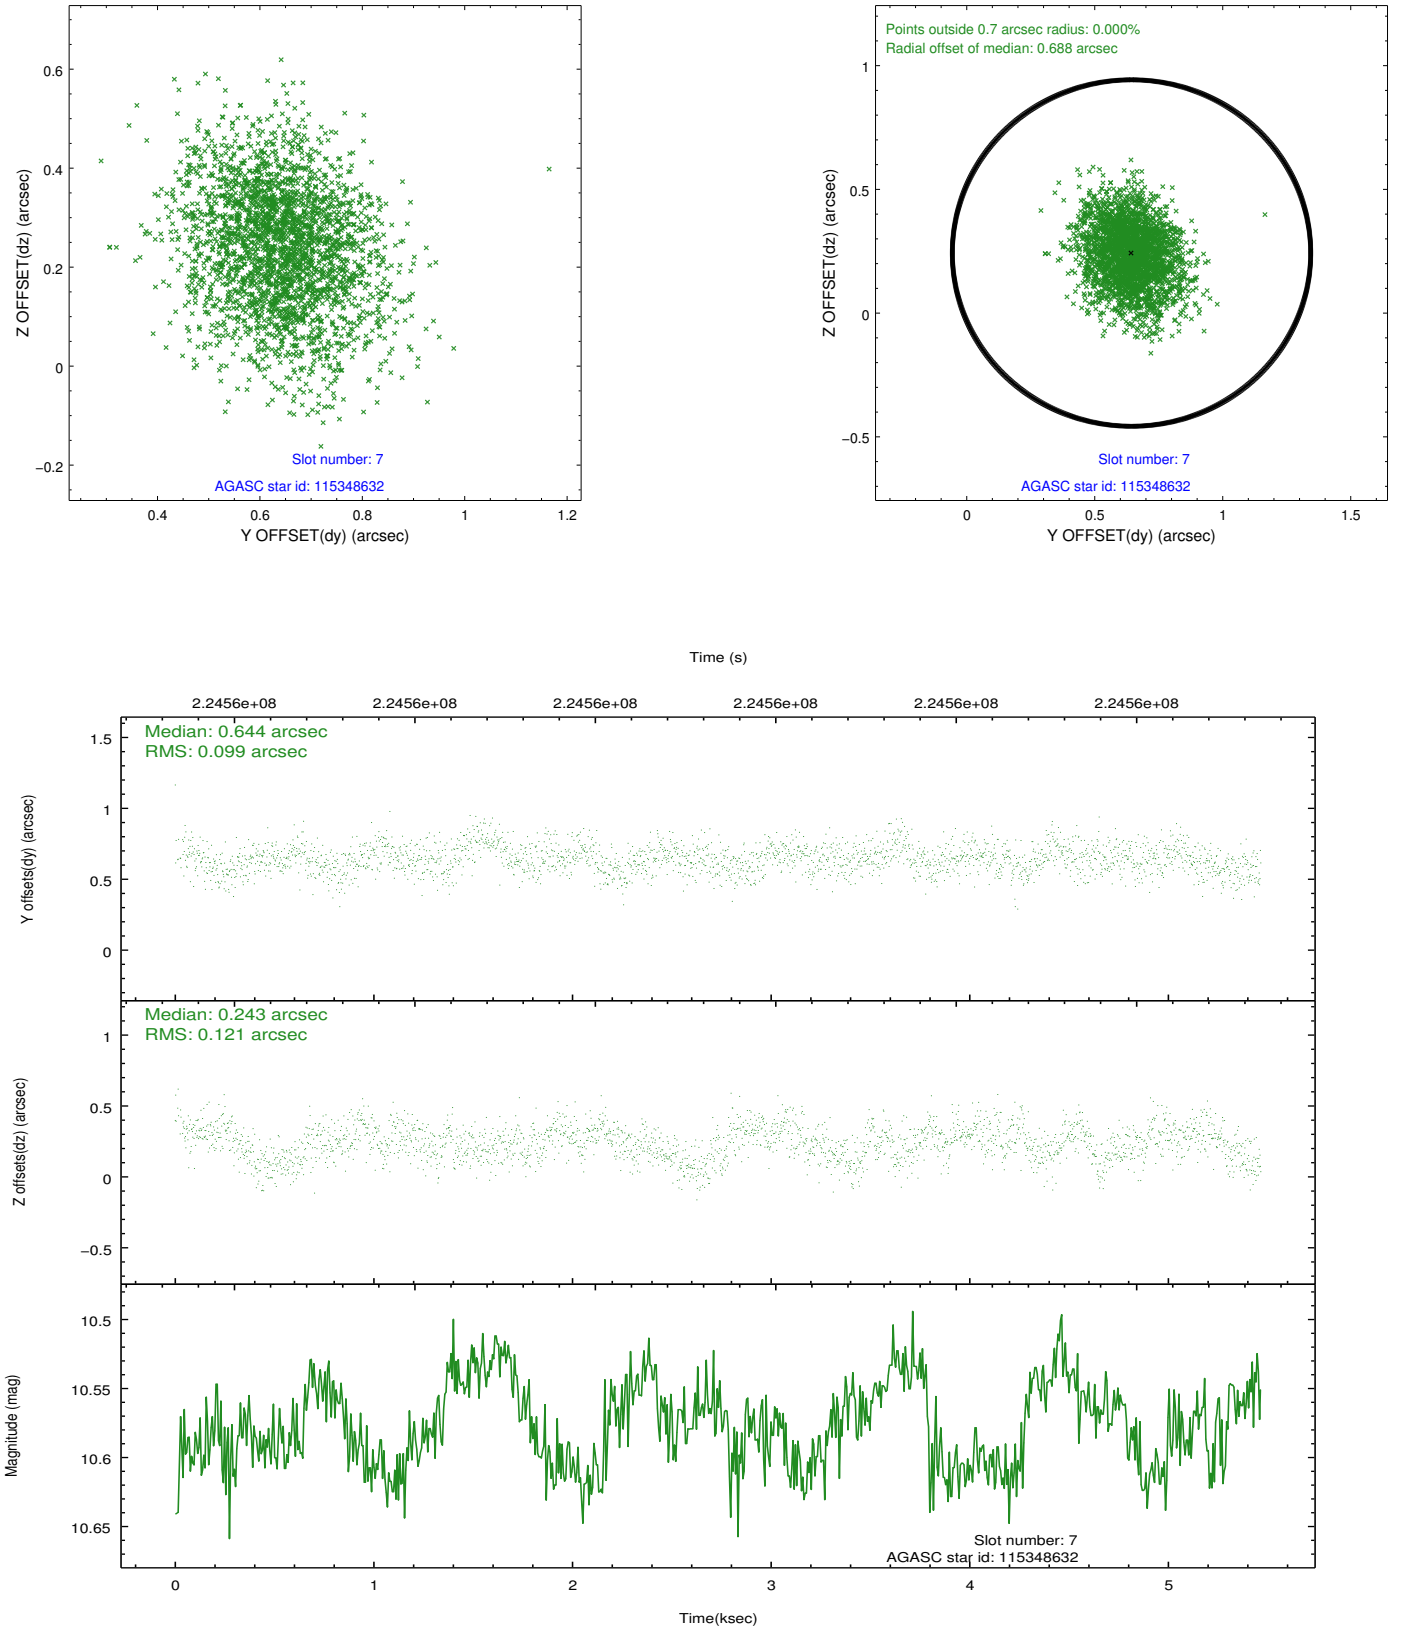 0.6
0.4
0.2
0
−0.2
Z OFFSET(dz) (arcsec)
0.4 0.6 0.8 1 1.2
Y OFFSET(dy) (arcsec)
Slot number: 7
AGASC star id: 115348632
Points outside 0.7 arcsec radius: 0.000%
Radial offset of median: 0.688 arcsec
1
0.5
0
−0.5
Z OFFSET(dz) (arcsec)
0 0.5 1 1.5
Y OFFSET(dy) (arcsec)
Slot number: 7
AGASC star id: 115348632
Time (s)
2.2456e+08 2.2456e+08 2.2456e+08 2.2456e+08 2.2456e+08 2.2456e+08
Median: 0.644 arcsec
RMS: 0.099 arcsec
1.5
1
0.5
0
Y offsets(dy) (arcsec)
Median: 0.243 arcsec
RMS: 0.121 arcsec
1
0.5
0
−0.5
Z offsets(dz) (arcsec)
10.5
10.55
10.6
10.65
Magnitude (mag)
Slot number: 7
AGASC star id: 115348632
0 1 2 3 4 5
Time(ksec)